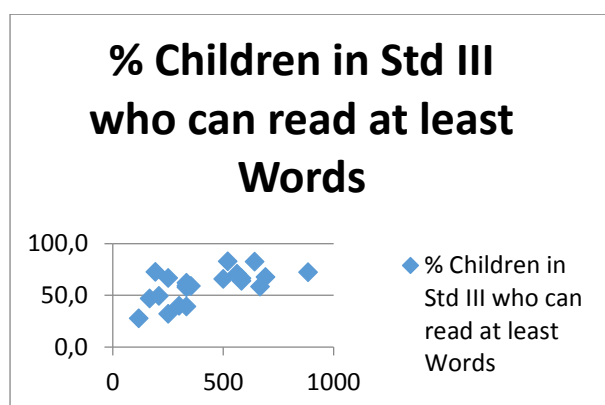 % Children in Std III
who can read at least
Words
100,0
50,0
0,0
0
500
1000
% Children in
Std III who can
read at least
Words